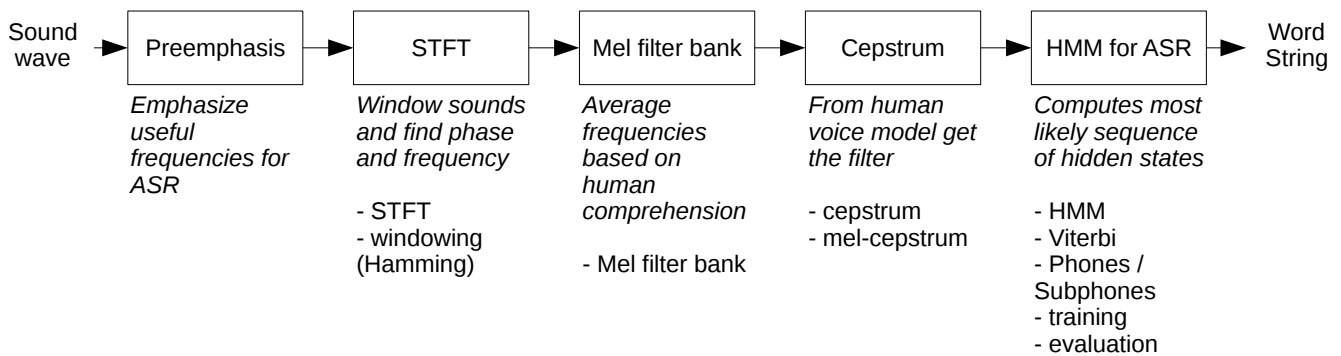 Sound
wave
Preemphasis
Emphasize
useful
frequencies for
ASR
STFT
Window sounds
and find phase
and frequency
- STFT
- windowing
(Hamming)
Mel filter bank
Average
frequencies
based on
human
comprehension
- Mel filter bank
Cepstrum
From human
voice model get
the filter
- cepstrum
- mel-cepstrum
HMM for ASR
Computes most
likely sequence
of hidden states
- HMM
- Viterbi
- Phones /
Subphones
- training
- evaluation
Word
String